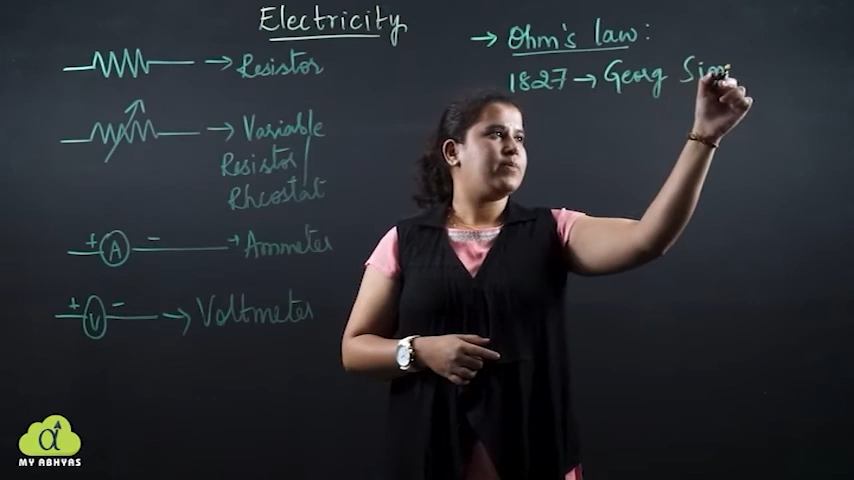 Electricity
→ Resistor
→ Variable
Resistor/
Rheostat
+ A − → Ammeter
+ V − → Voltmeter
→ Ohm's law:
1827 → Georg Sim
MY ABHYAS